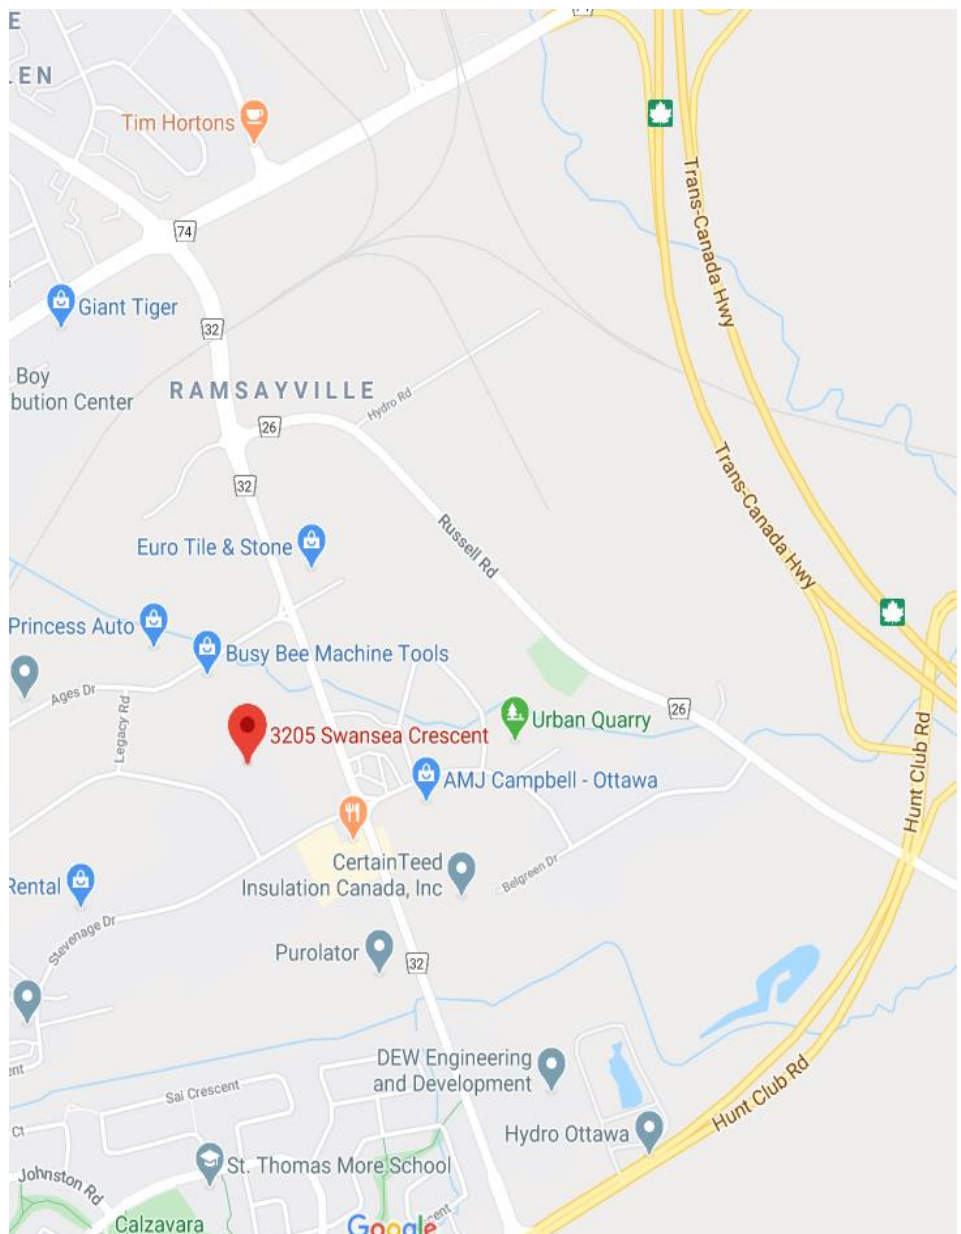 E
LEN
Tim Hortons
74
74
Giant Tiger
32
Trans-Canada Hwy
Boy
bution Center
RAMSAYVILLE
Hydro Rd
26
32
Trans-Canada Hwy
Euro Tile & Stone
Russell Rd
Princess Auto
Busy Bee Machine Tools
Ages Dr
Legacy Rd
Urban Quarry
26
3205 Swansea Crescent
AMJ Campbell - Ottawa
Hunt Club Rd
CertainTeed
Insulation Canada, Inc
Belgreen Dr
Rental
Stevenage Dr
Purolator
32
DEW Engineering
and Development
ent
Sai Crescent
Hunt Club Rd
Hydro Ottawa
Ct
St. Thomas More School
Johnston Rd
Calzavara
Google
cent